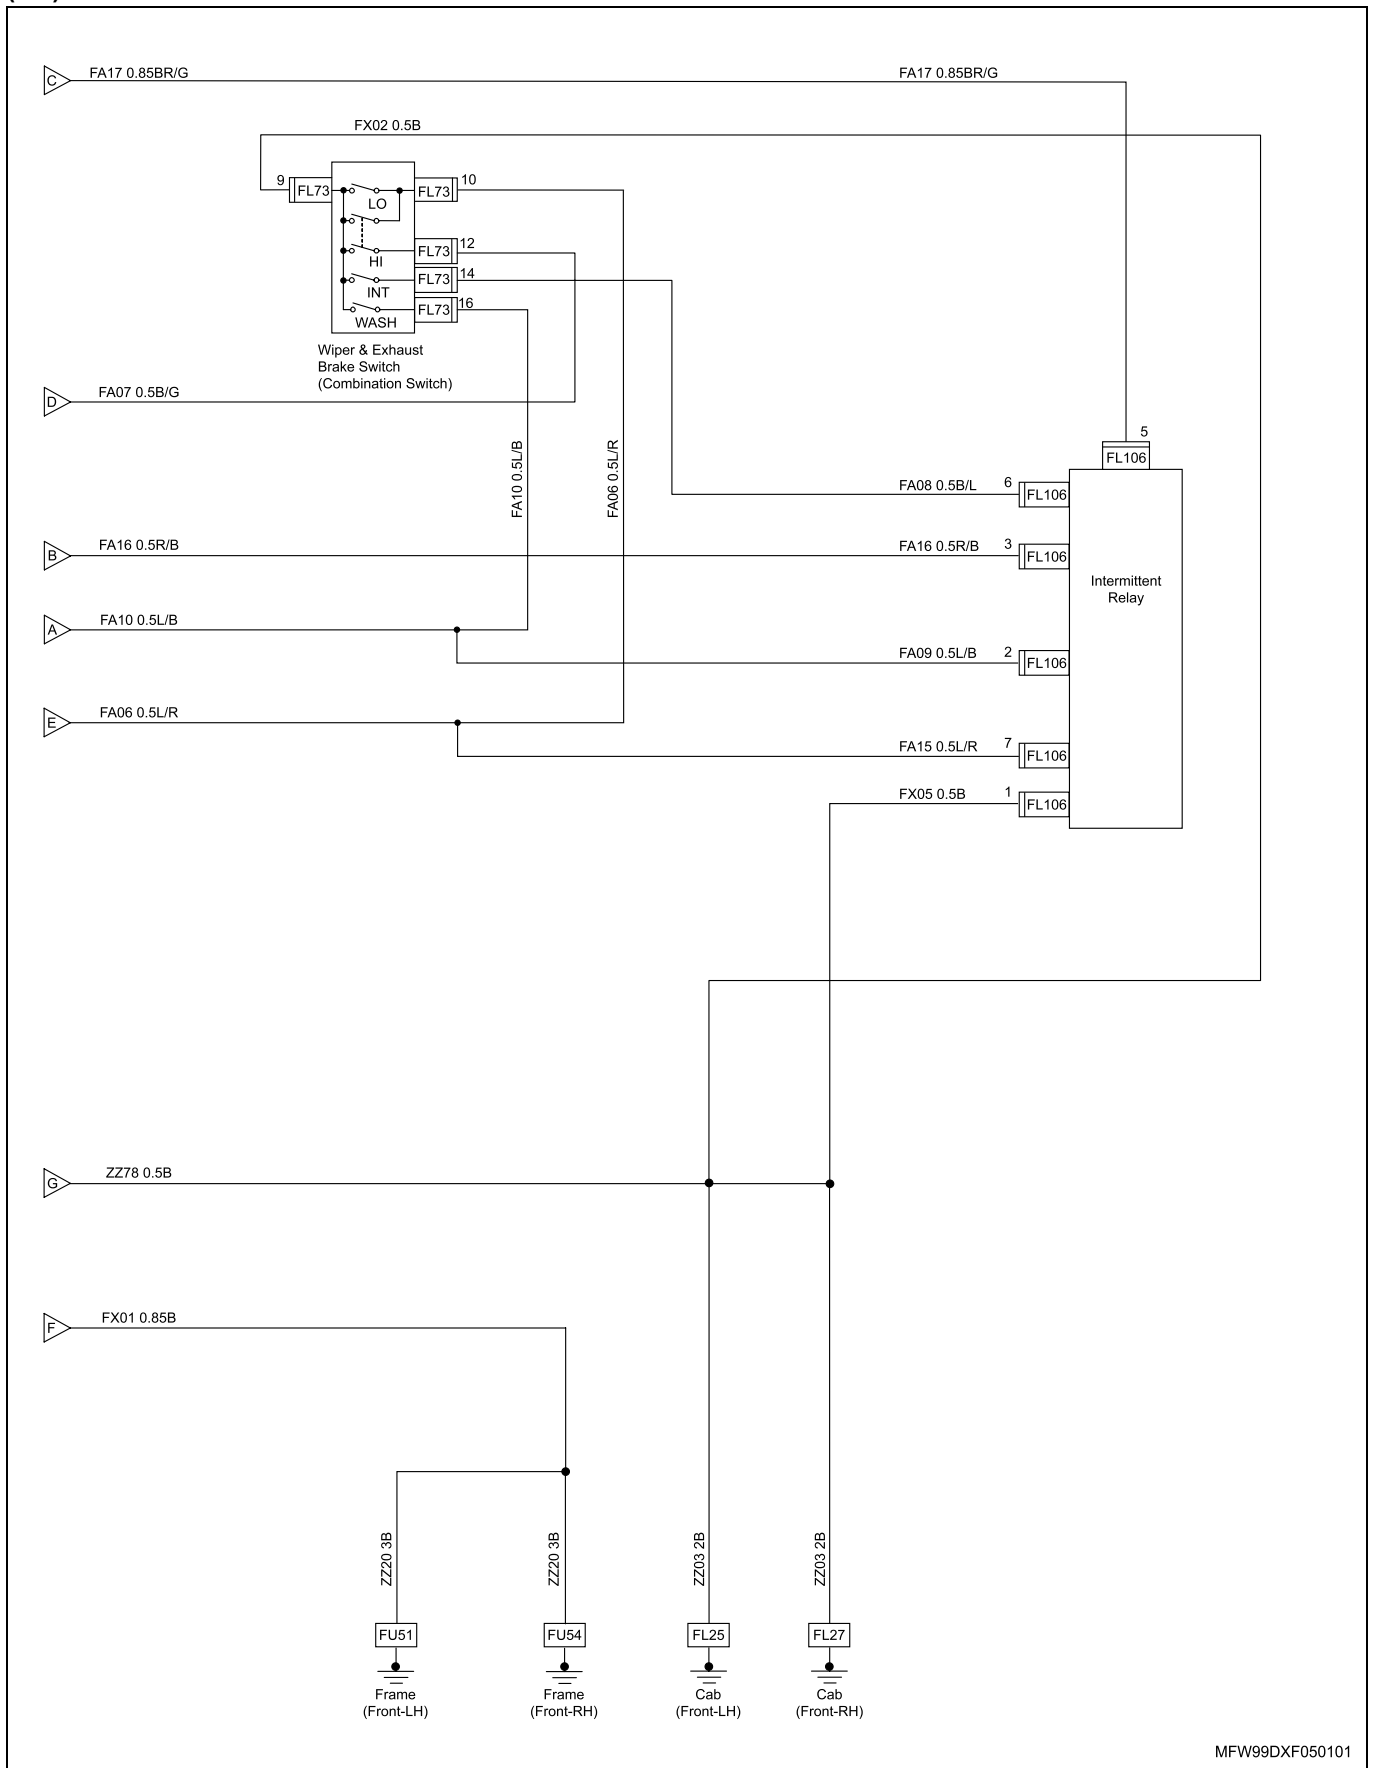 C
FA17 0.85BR/G
FA17 0.85BR/G
FX02 0.5B
9
FL73
LO
HI
INT
WASH
FL73
10
FL73
12
FL73
14
FL73
16
Wiper & Exhaust
Brake Switch
(Combination Switch)
D
FA07 0.5B/G
FA10 0.5L/B
FA06 0.5L/R
5
FL106
FA08 0.5B/L
6
FL106
B
FA16 0.5R/B
FA16 0.5R/B
3
FL106
Intermittent
Relay
A
FA10 0.5L/B
FA09 0.5L/B
2
FL106
E
FA06 0.5L/R
FA15 0.5L/R
7
FL106
FX05 0.5B
1
FL106
G
ZZ78 0.5B
F
FX01 0.85B
ZZ20 3B
ZZ20 3B
ZZ03 2B
ZZ03 2B
FU51
FU54
FL25
FL27
Frame
(Front-LH)
Frame
(Front-RH)
Cab
(Front-LH)
Cab
(Front-RH)
MFW99DXF050101